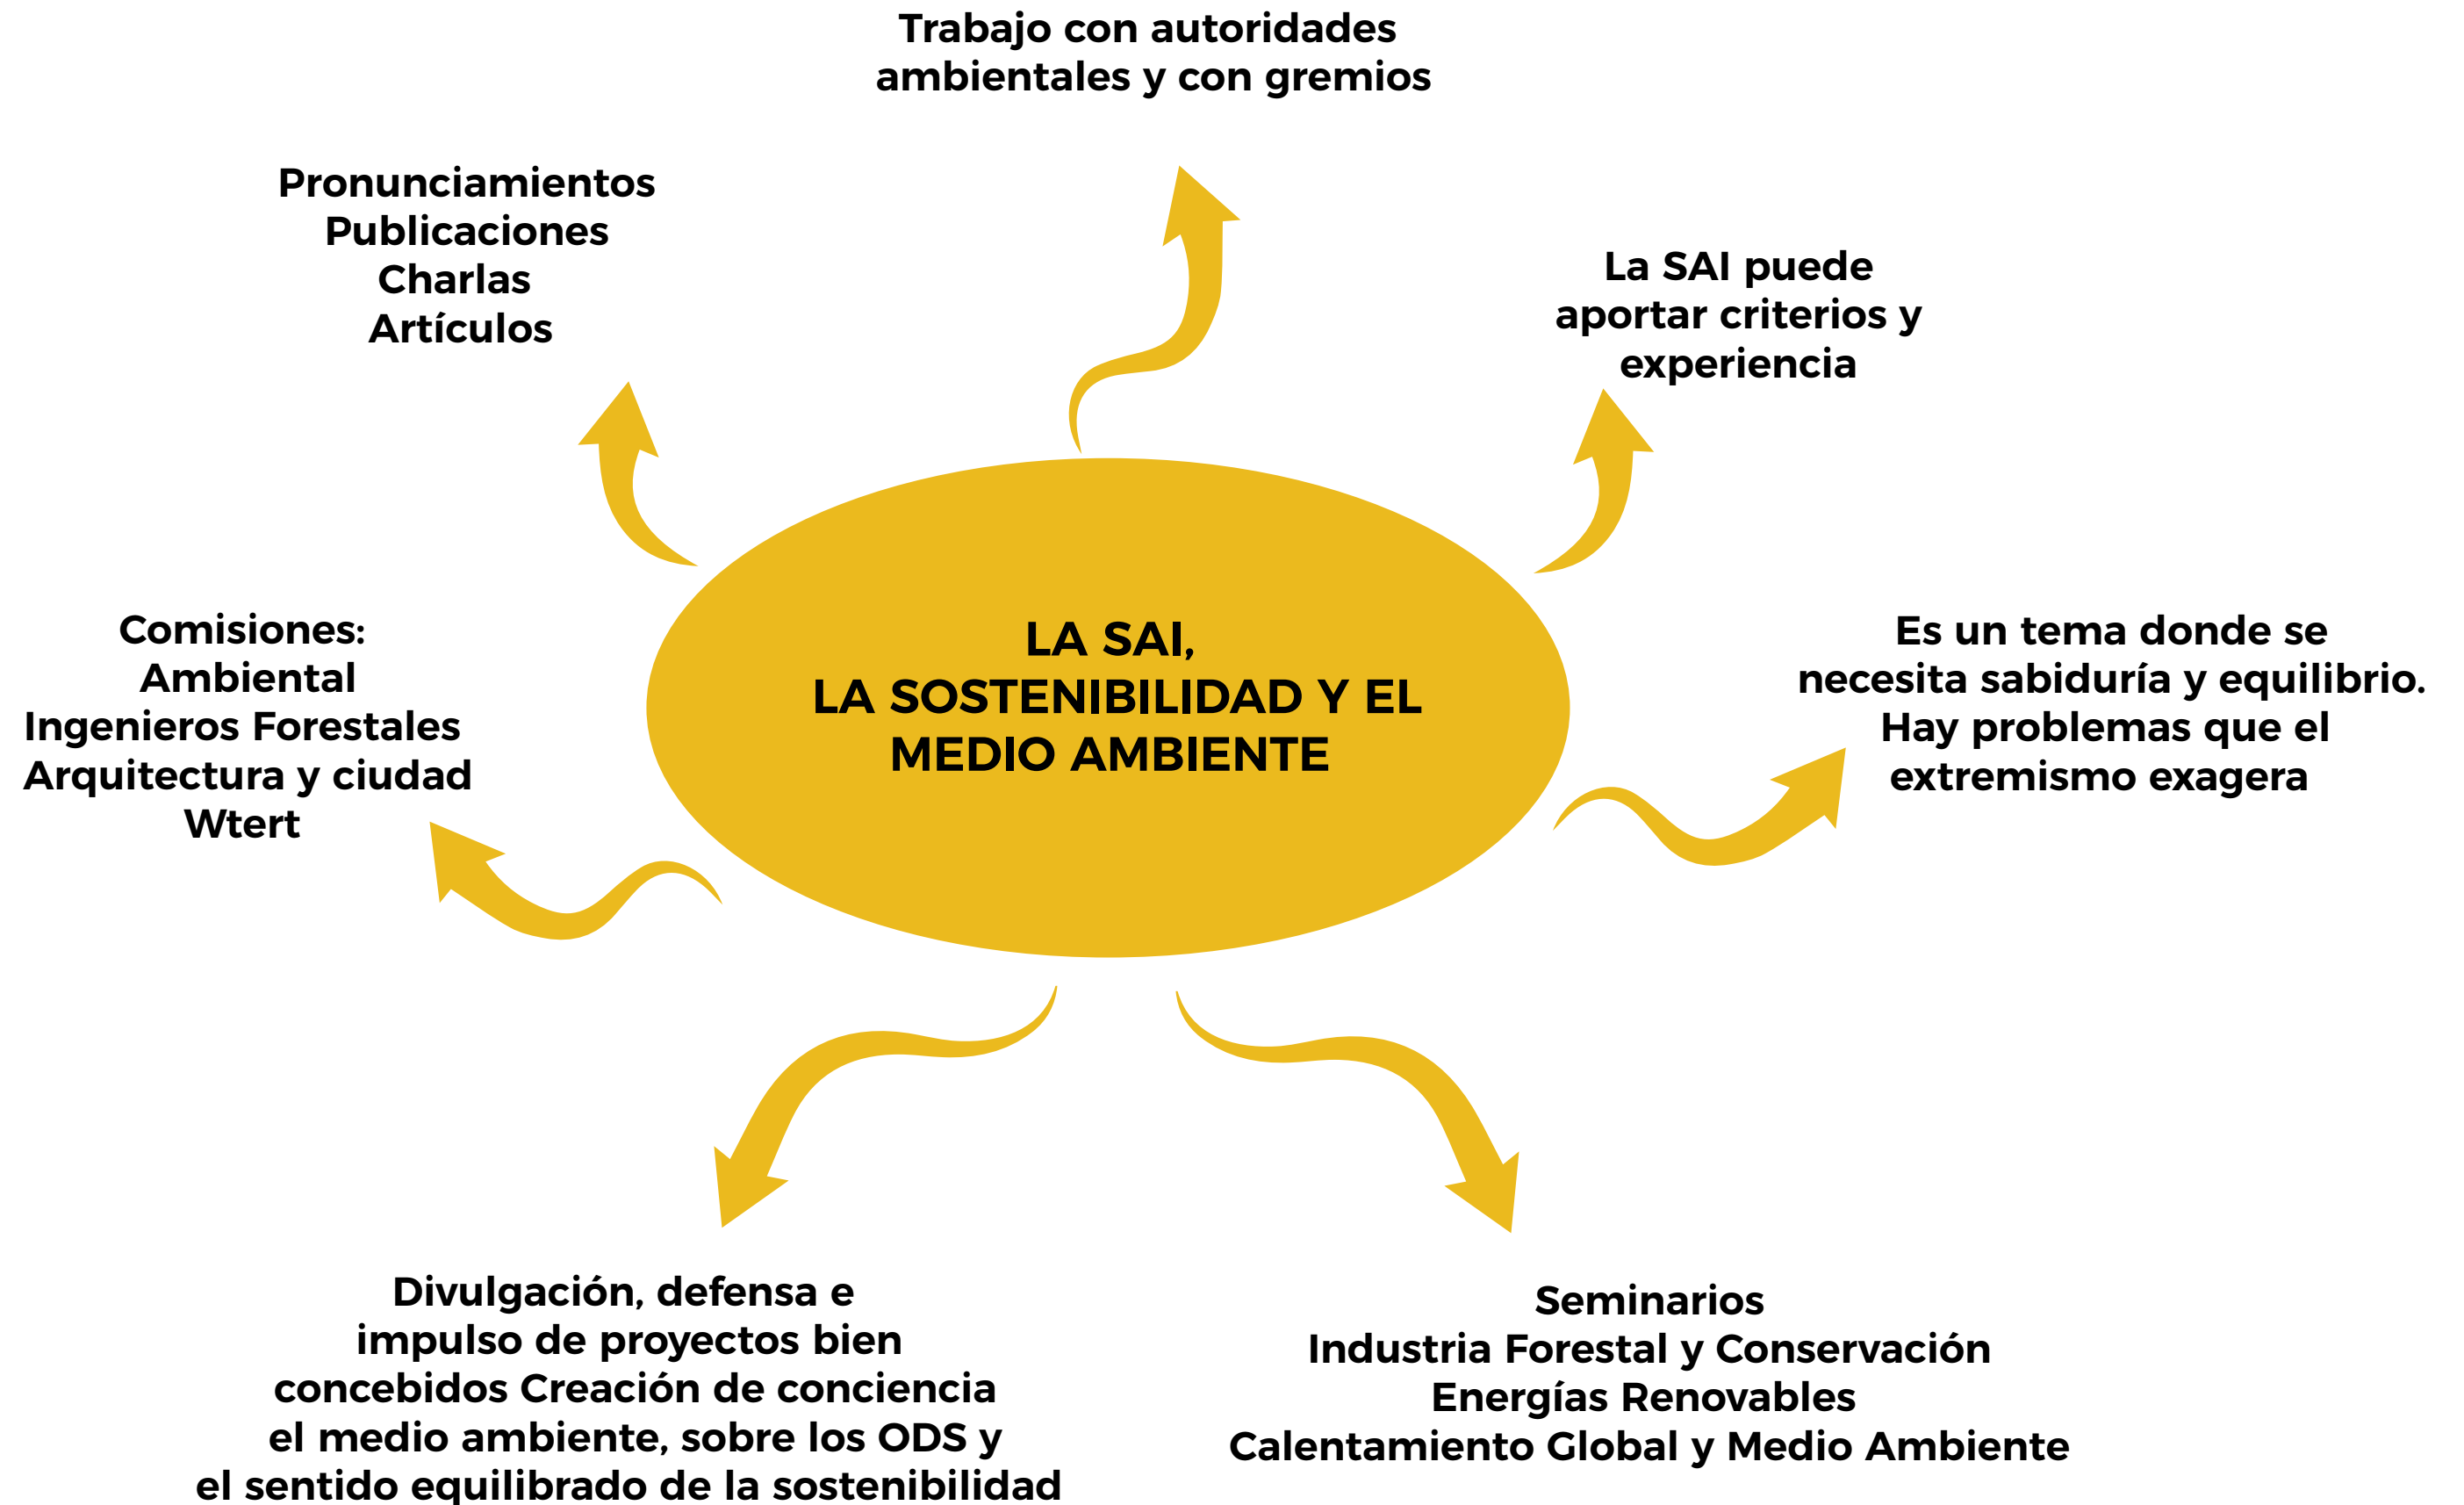 Trabajo con autoridades
ambientales y con gremios
Pronunciamientos
Publicaciones
Charlas
Artículos
La SAI puede
aportar criterios y
experiencia
LA SAI,
LA SOSTENIBILIDAD Y EL
MEDIO AMBIENTE
Comisiones:
Ambiental
Ingenieros Forestales
Arquitectura y ciudad
Wtert
Es un tema donde se
necesita sabiduría y equilibrio.
Hay problemas que el
extremismo exagera
Divulgación, defensa e
impulso de proyectos bien
concebidos Creación de conciencia
el medio ambiente, sobre los ODS y
el sentido equilibrado de la sostenibilidad
Seminarios
Industria Forestal y Conservación
Energías Renovables
Calentamiento Global y Medio Ambiente